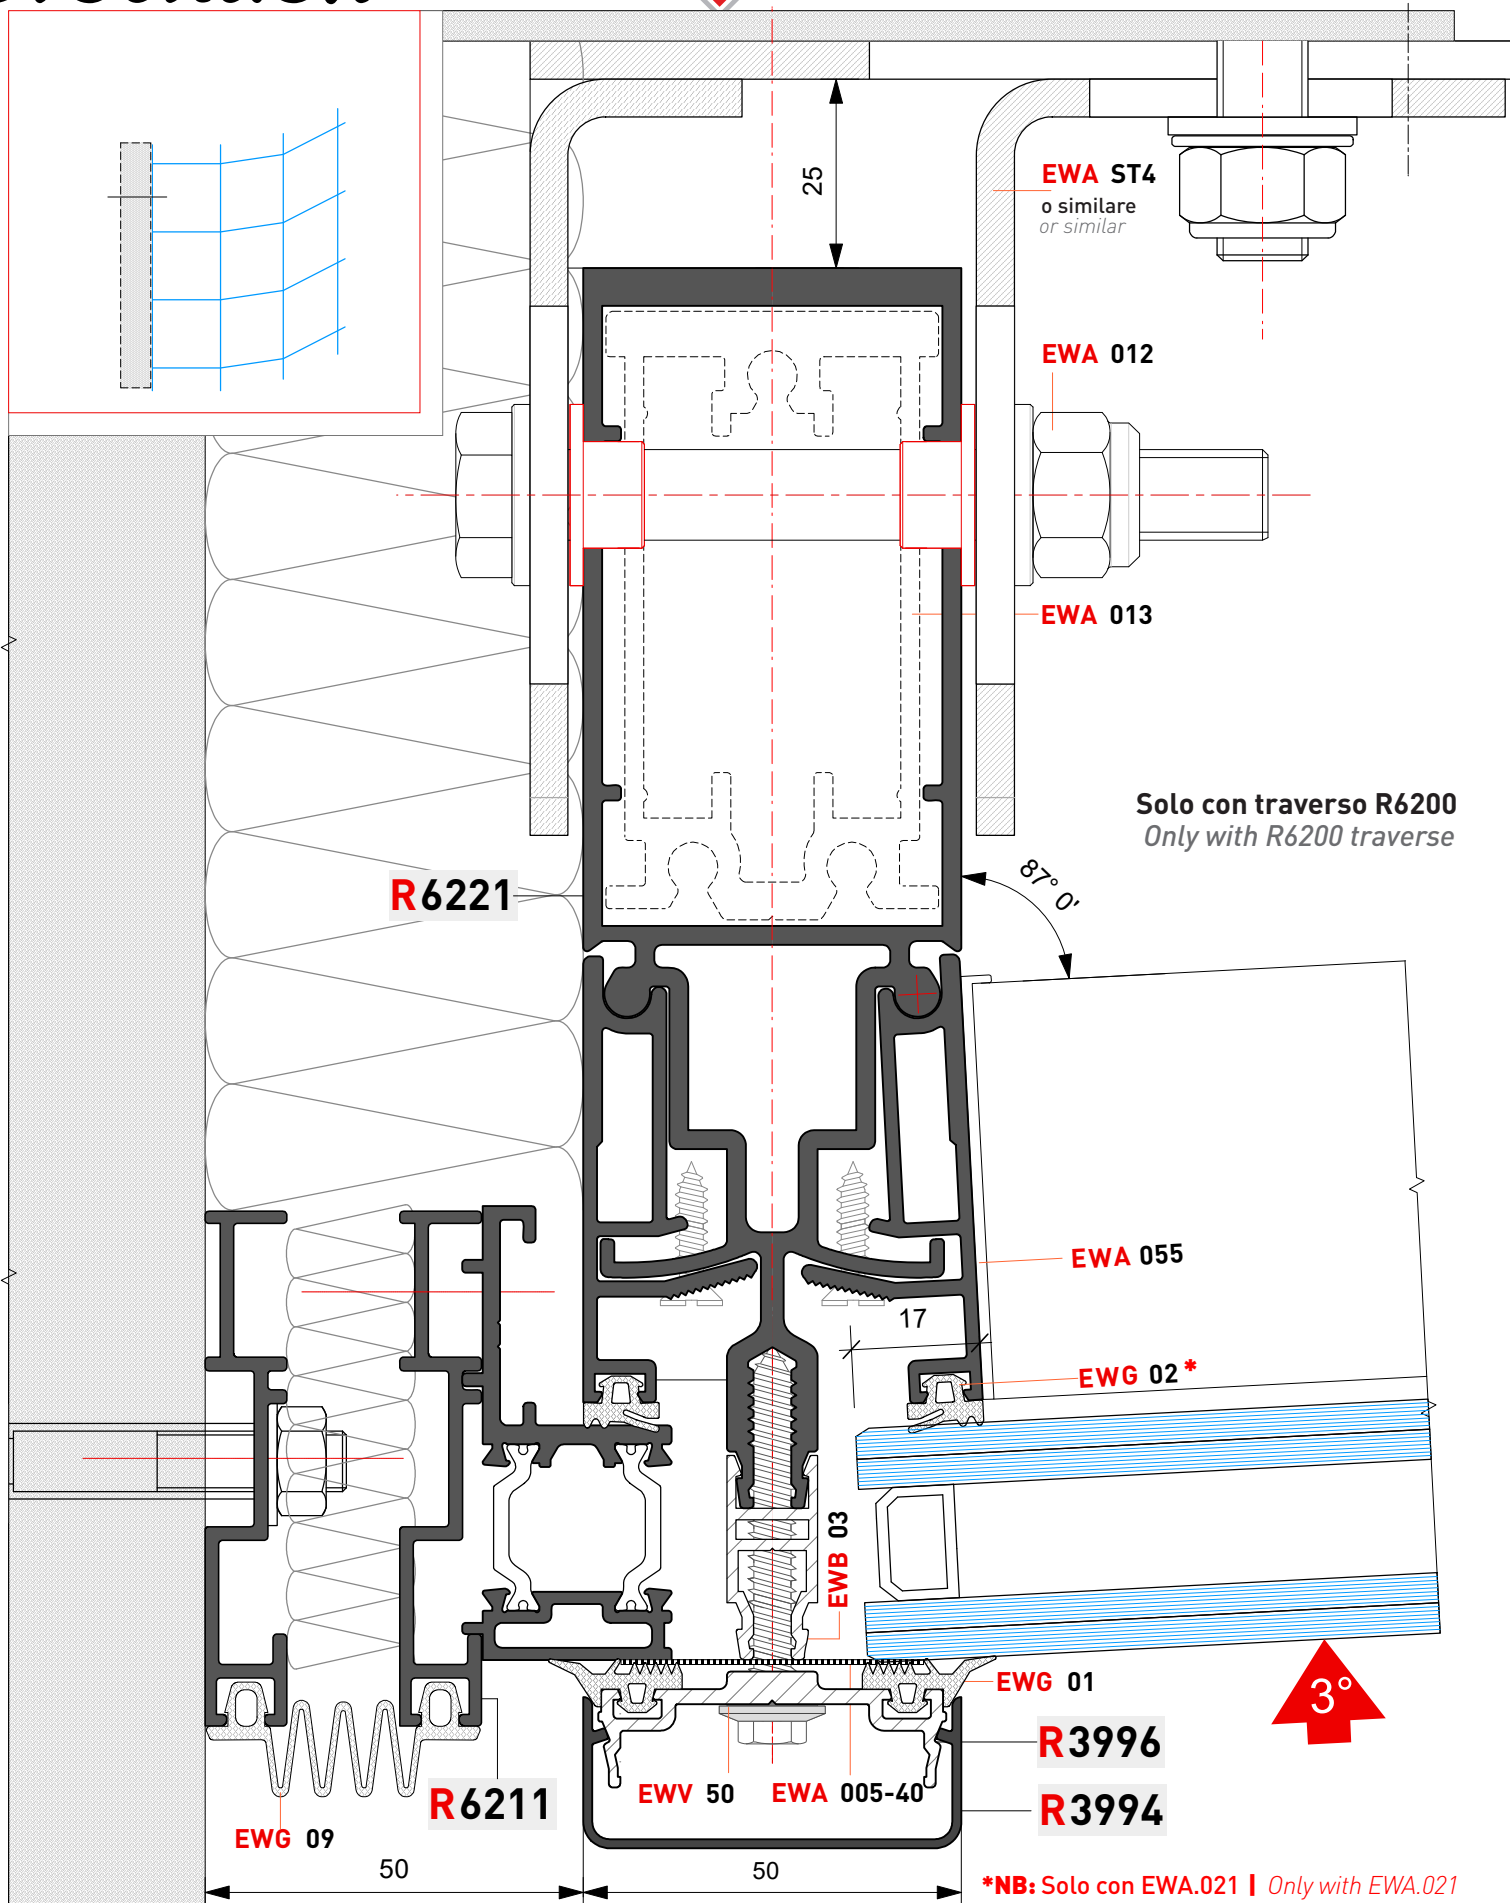 25
EWA ST4
o similare
or similar
EWA 012
EWA 013
Solo con traverso R6200
Only with R6200 traverse
87° 0'
R6221
EWA 055
17
EWG 02*
EWB 03
EWG 01
3°
R3996
EWV 50
EWA 005-40
R6211
R3994
EWG 09
50
50
*NB: Solo con EWA.021 | Only with EWA.021